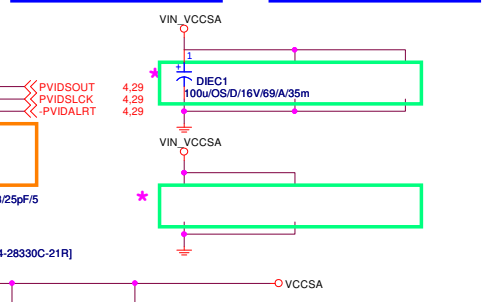 VIN_VCCSA
1
+
DIEC1
100u/OS/D/16V/69/A/35m
PVIDSOUT 4,29
PVIDSLCK 4,29
-PVIDALRT 4,29
VIN_VCCSA
/25pF/5
4-28330C-21R]
VCCSA